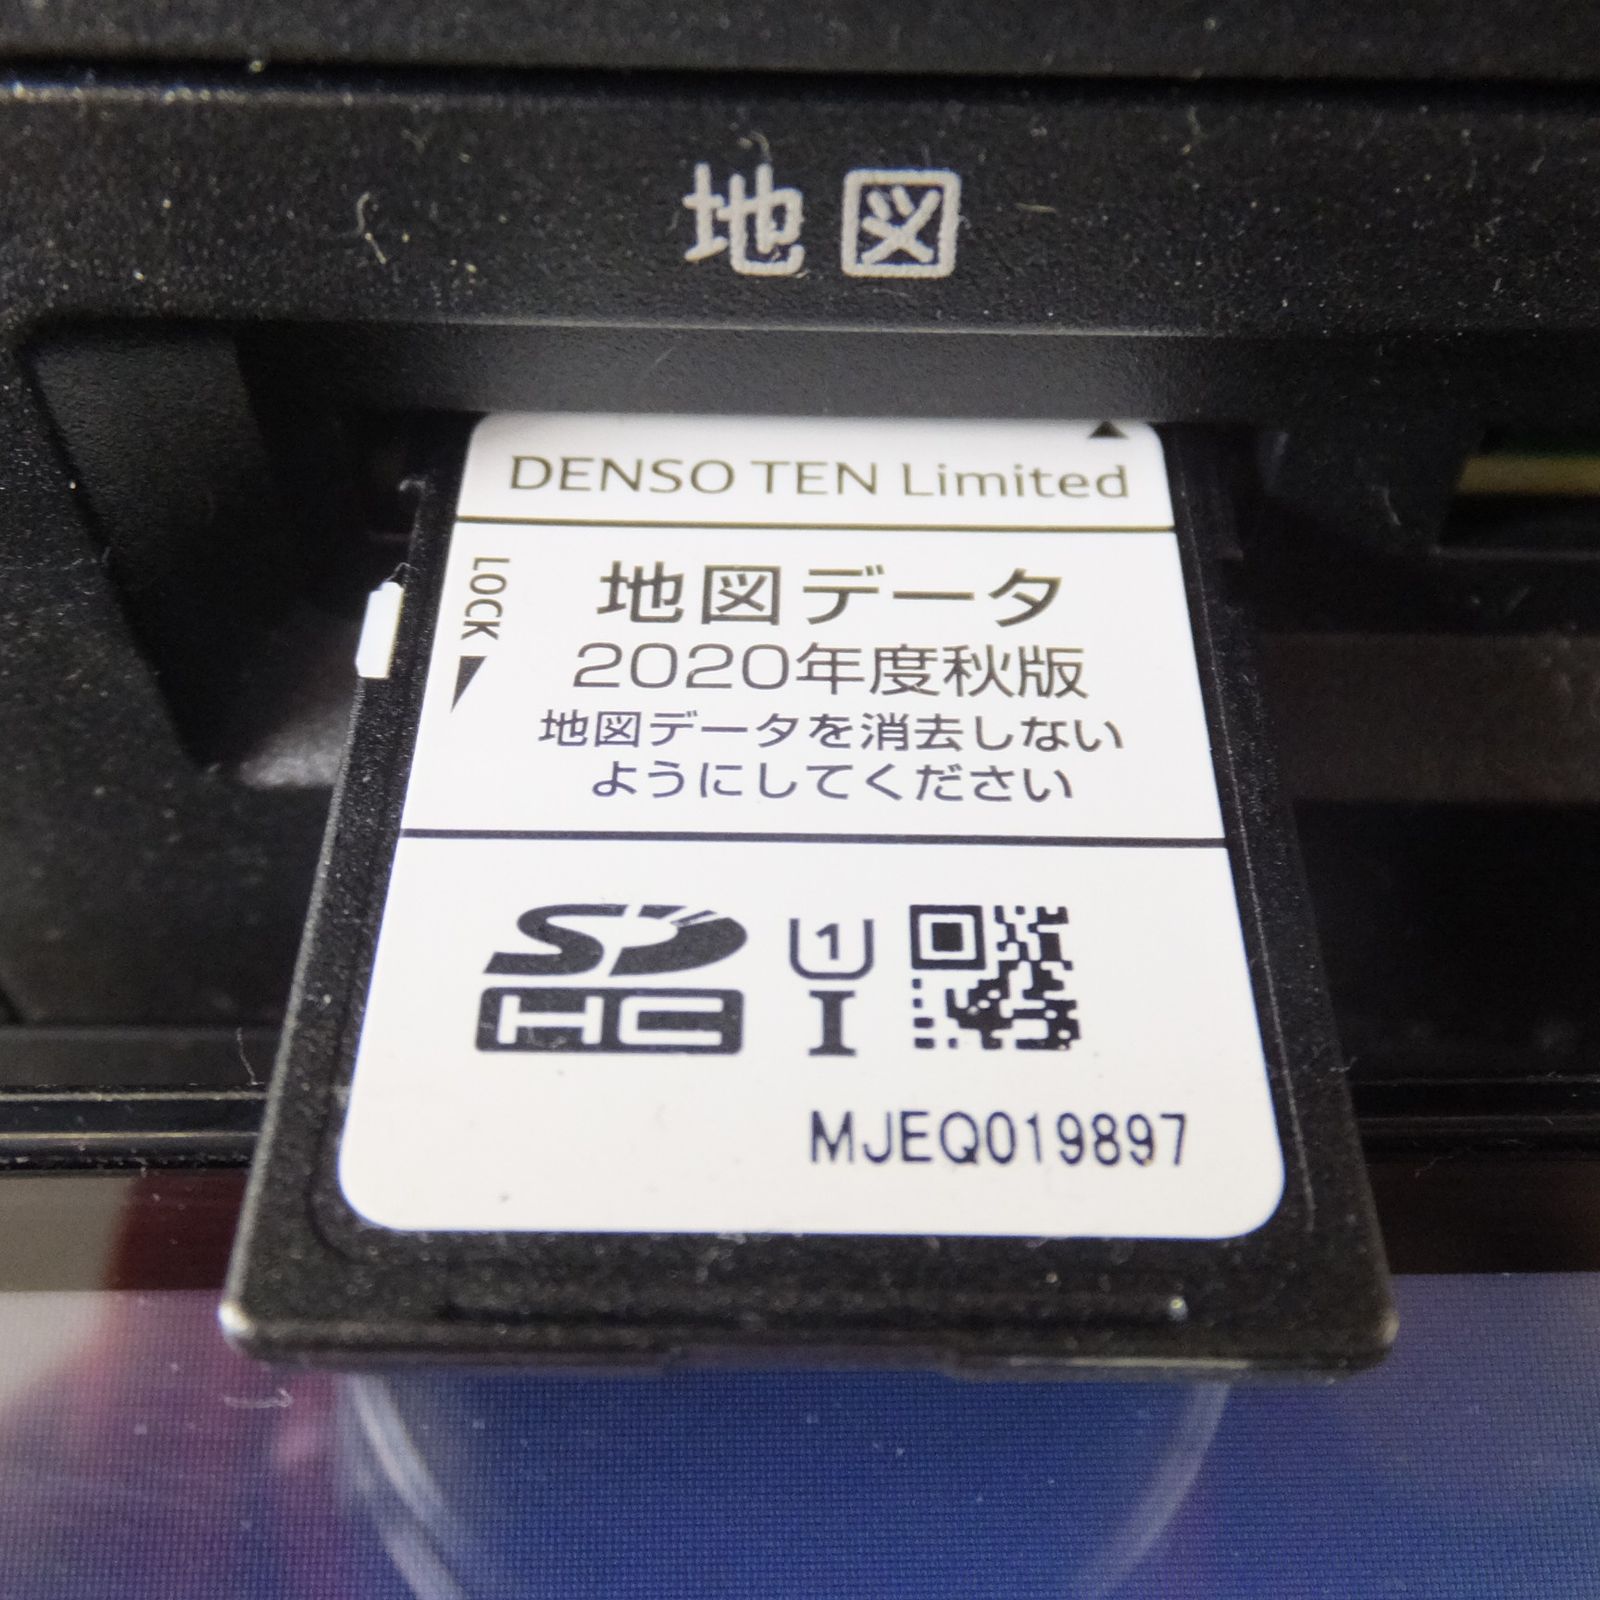 地図
DENSO TEN Limited
LOCK
地図データ
2020年度秋版
地図データを消去しない
ようにしてください
SD
HC
U1
I
MJEQ019897